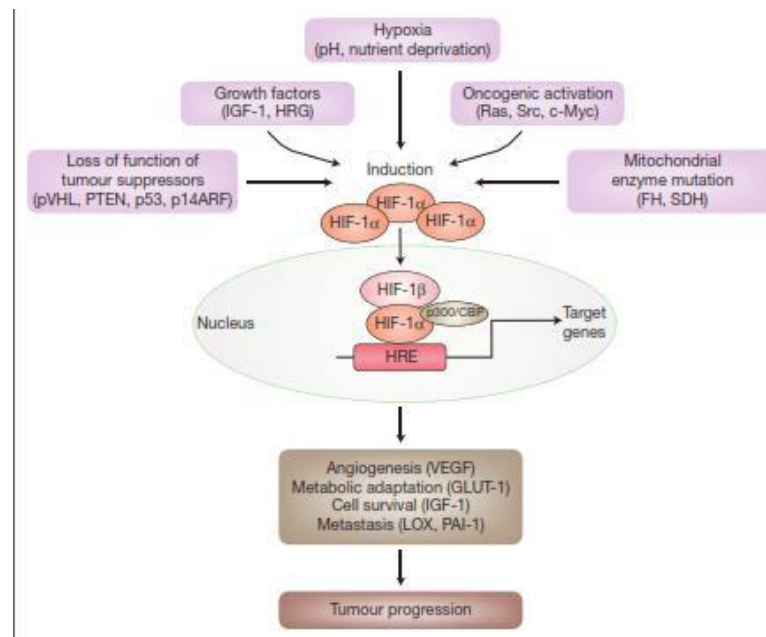 Hypoxia
(pH, nutrient deprivation)
Growth factors
(IGF-1, HRG)
Oncogenic activation
(Ras, Src, c-Myc)
Loss of function of
tumour suppressors
(pVHL, PTEN, p53, p14ARF)
Induction
Mitochondrial
enzyme mutation
(FH, SDH)
HIF-1α
HIF-1α
HIF-1α
HIF-1β
p300/CBP
Nucleus
HIF-1α
Target
genes
HRE
Angiogenesis (VEGF)
Metabolic adaptation (GLUT-1)
Cell survival (IGF-1)
Metastasis (LOX, PAI-1)
Tumour progression